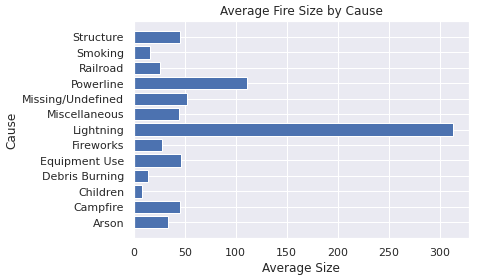 Average Fire Size by Cause
Structure
Smoking
Railroad
Powerline
Missing/Undefined
Miscellaneous
Lightning
Fireworks
Equipment Use
Debris Burning
Children
Campfire
Arson
Cause
0 50 100 150 200 250 300
Average Size